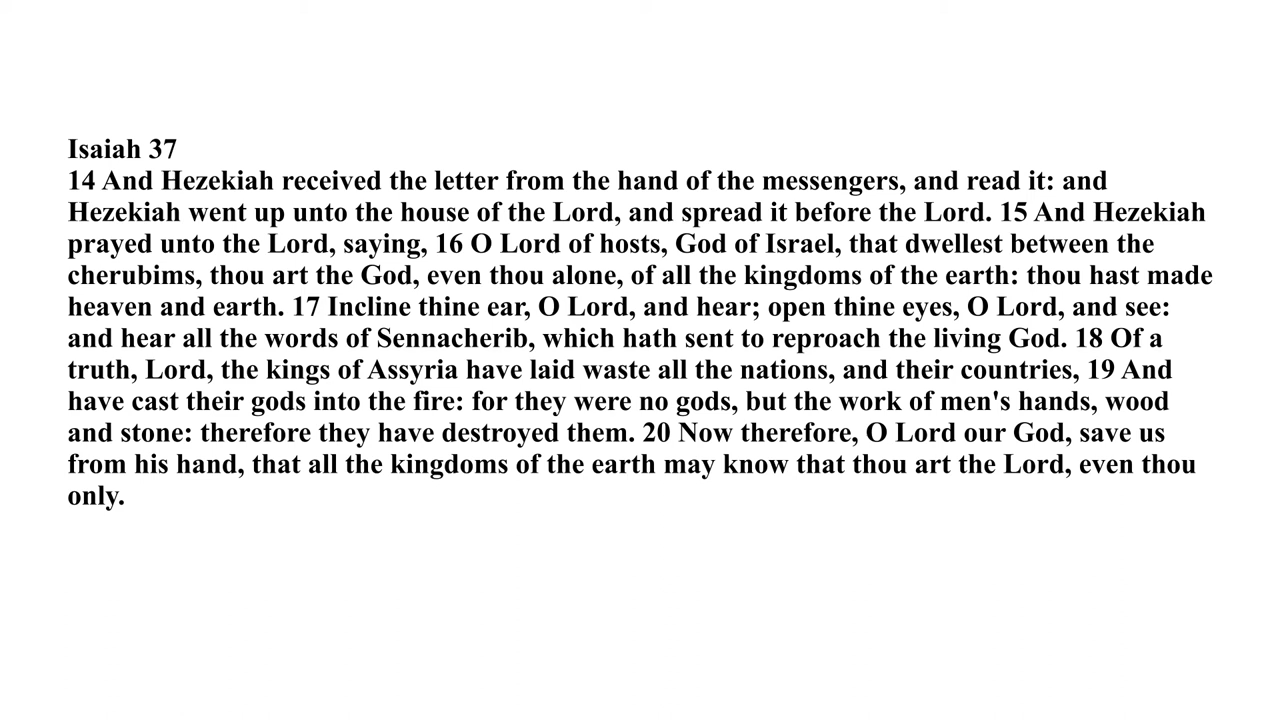 Isaiah 37
14 And Hezekiah received the letter from the hand of the messengers, and read it: and
Hezekiah went up unto the house of the Lord, and spread it before the Lord. 15 And Hezekiah
prayed unto the Lord, saying, 16 O Lord of hosts, God of Israel, that dwellest between the
cherubims, thou art the God, even thou alone, of all the kingdoms of the earth: thou hast made
heaven and earth. 17 Incline thine ear, O Lord, and hear; open thine eyes, O Lord, and see:
and hear all the words of Sennacherib, which hath sent to reproach the living God. 18 Of a
truth, Lord, the kings of Assyria have laid waste all the nations, and their countries, 19 And
have cast their gods into the fire: for they were no gods, but the work of men's hands, wood
and stone: therefore they have destroyed them. 20 Now therefore, O Lord our God, save us
from his hand, that all the kingdoms of the earth may know that thou art the Lord, even thou
only.